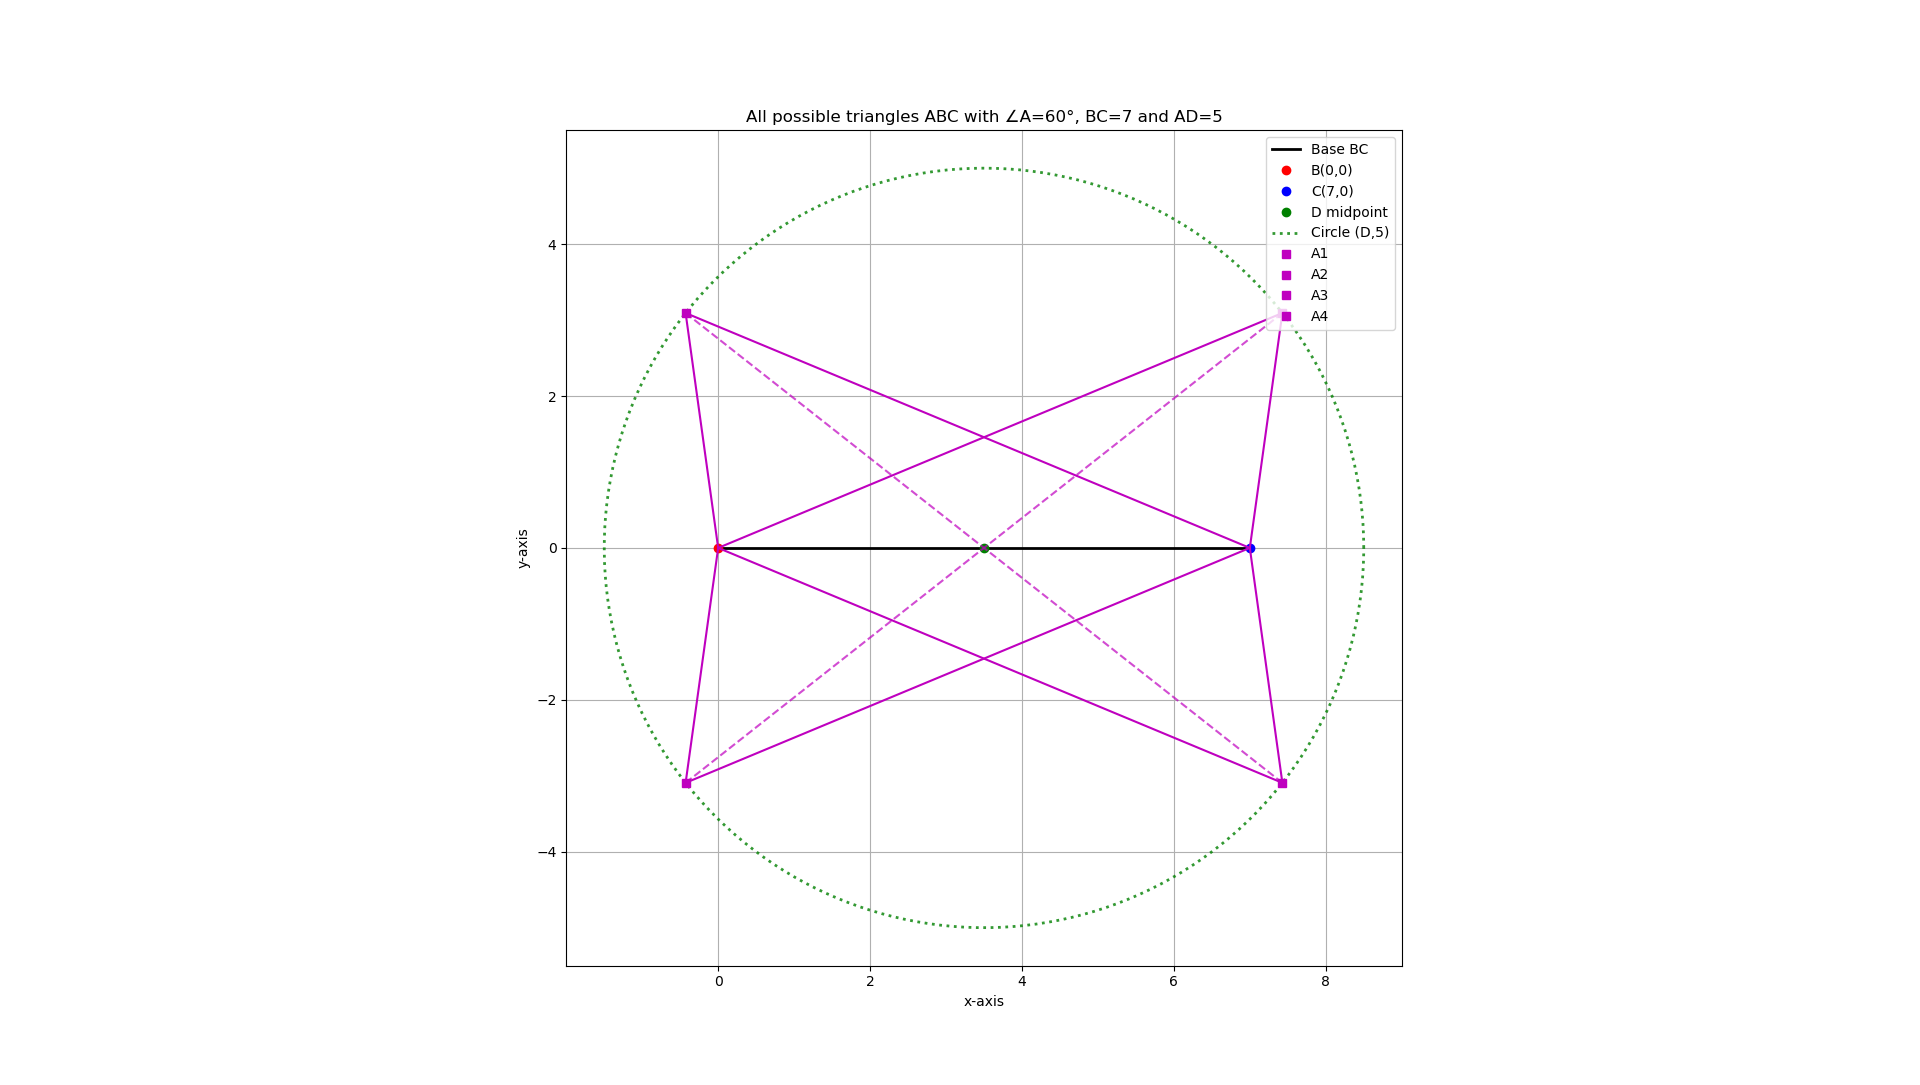 All possible triangles ABC with ∠A=60°, BC=7 and AD=5
Base BC
B(0,0)
C(7,0)
D midpoint
Circle (D,5)
A1
A2
A3
A4
4
2
0
−2
−4
y-axis
0
2
4
6
8
x-axis